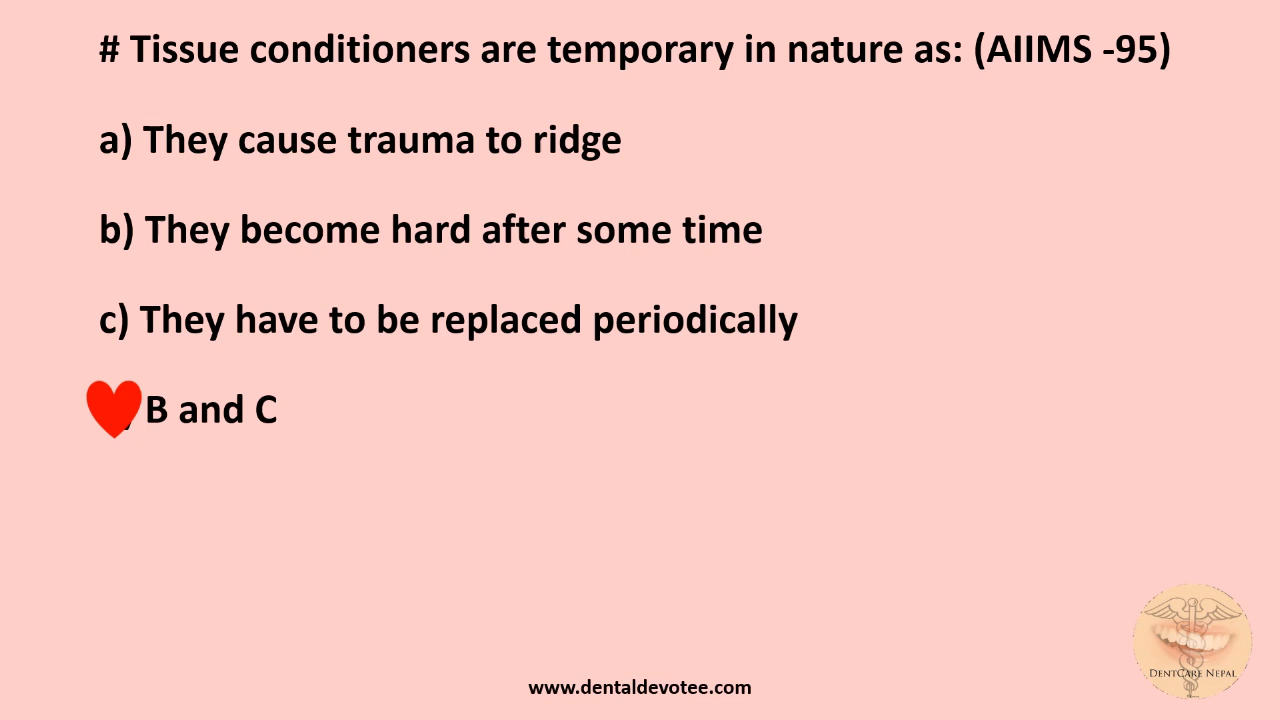 # Tissue conditioners are temporary in nature as: (AIIMS -95)
a) They cause trauma to ridge
b) They become hard after some time
c) They have to be replaced periodically
B and C
DentCare Nepal
www.dentaldevotee.com